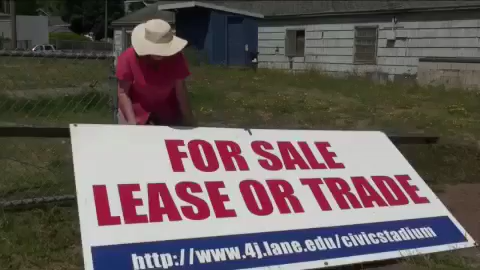 FOR SALE
LEASE OR TRADE
http://www.4j.lane.edu/civicstadium